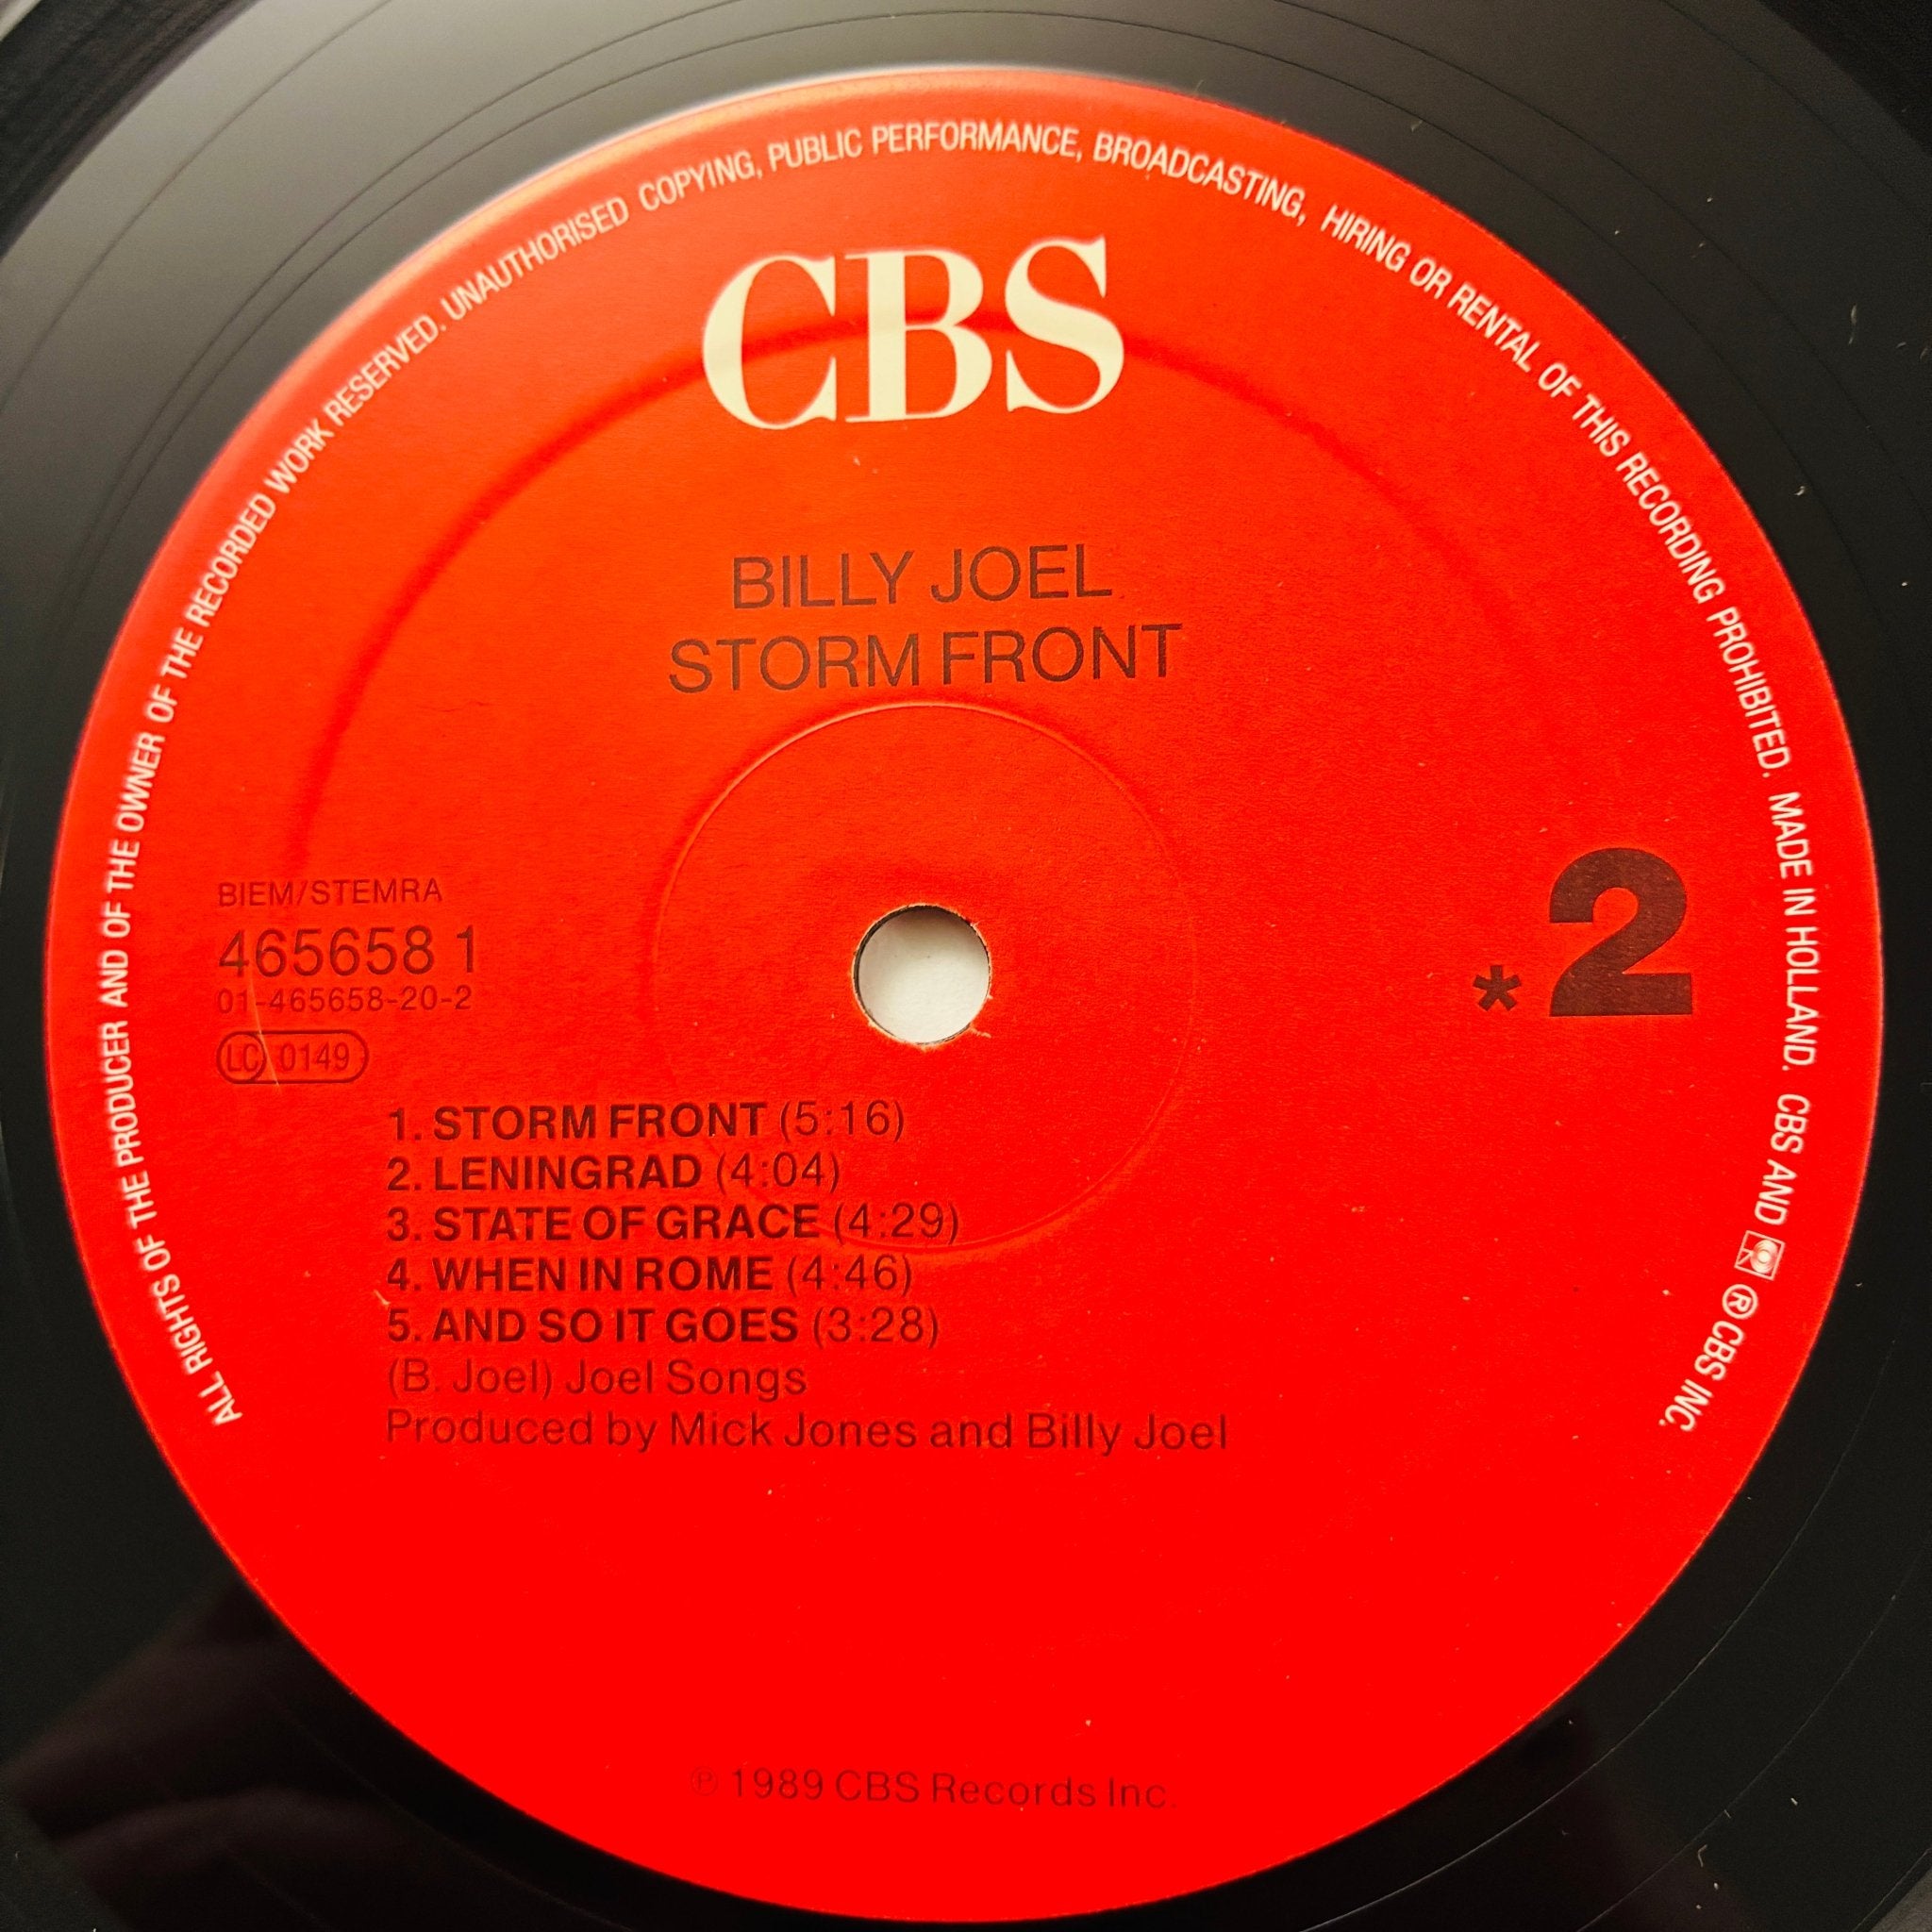 ALL RIGHTS OF THE PRODUCER AND OF THE OWNER OF THE RECORDED WORK RESERVED. UNAUTHORISED COPYING, PUBLIC PERFORMANCE, BROADCASTING, HIRING OR RENTAL OF THIS RECORDING PROHIBITED. MADE IN HOLLAND. CBS AND ® CBS INC.
CBS
BILLY JOEL
STORM FRONT
BIEM/STEMRA
465658 1
01-465658-20-2
LC 0149
*2
1. STORM FRONT (5:16)
2. LENINGRAD (4:04)
3. STATE OF GRACE (4:29)
4. WHEN IN ROME (4:46)
5. AND SO IT GOES (3:28)
(B. Joel) Joel Songs
Produced by Mick Jones and Billy Joel
℗ 1989 CBS Records Inc.